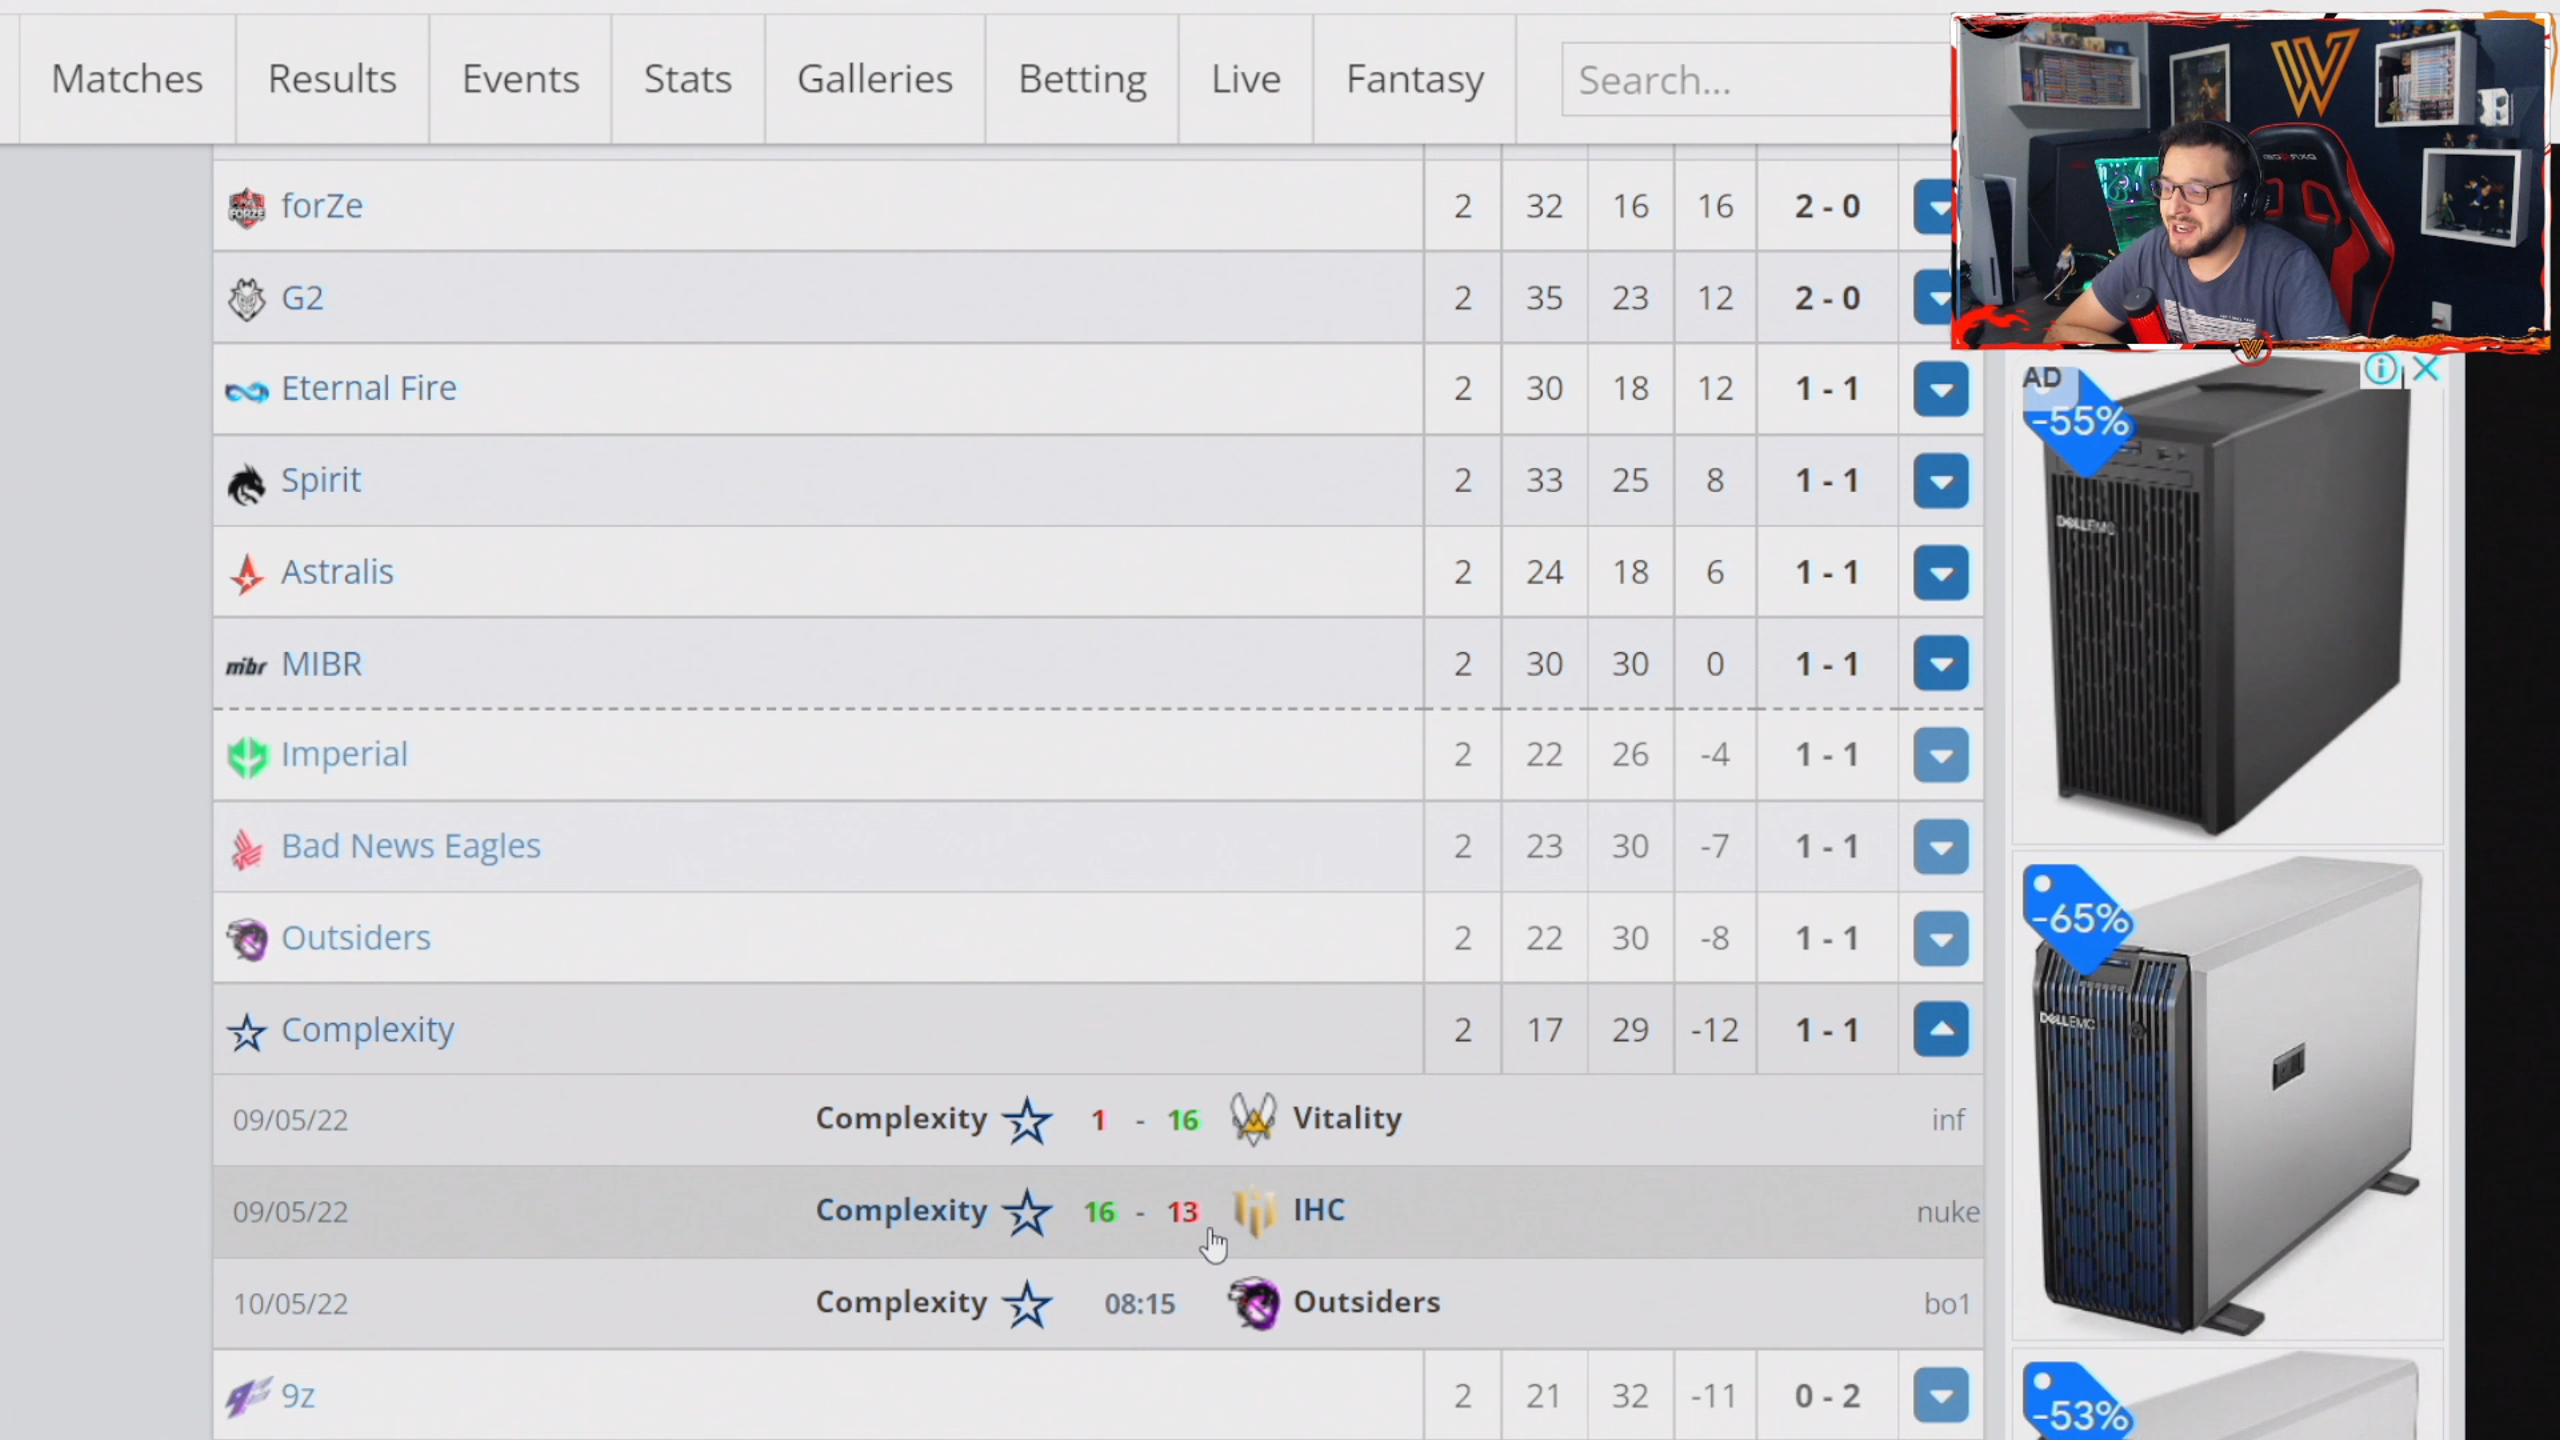 Matches Results Events Stats Galleries Betting Live Fantasy Search...
forZe 2 32 16 16 2 - 0
G2 2 35 23 12 2 - 0
Eternal Fire 2 30 18 12 1 - 1
Spirit 2 33 25 8 1 - 1
Astralis 2 24 18 6 1 - 1
mibr MIBR 2 30 30 0 1 - 1
Imperial 2 22 26 -4 1 - 1
Bad News Eagles 2 23 30 -7 1 - 1
Outsiders 2 22 30 -8 1 - 1
Complexity 2 17 29 -12 1 - 1
09/05/22 Complexity 1 - 16 Vitality inf
09/05/22 Complexity 16 - 13 IHC nuke
10/05/22 Complexity 08:15 Outsiders bo1
9z 2 21 32 -11 0 - 2
AD
-55%
DELLEMC
-65%
DELLEMC
-53%
FORZE
W